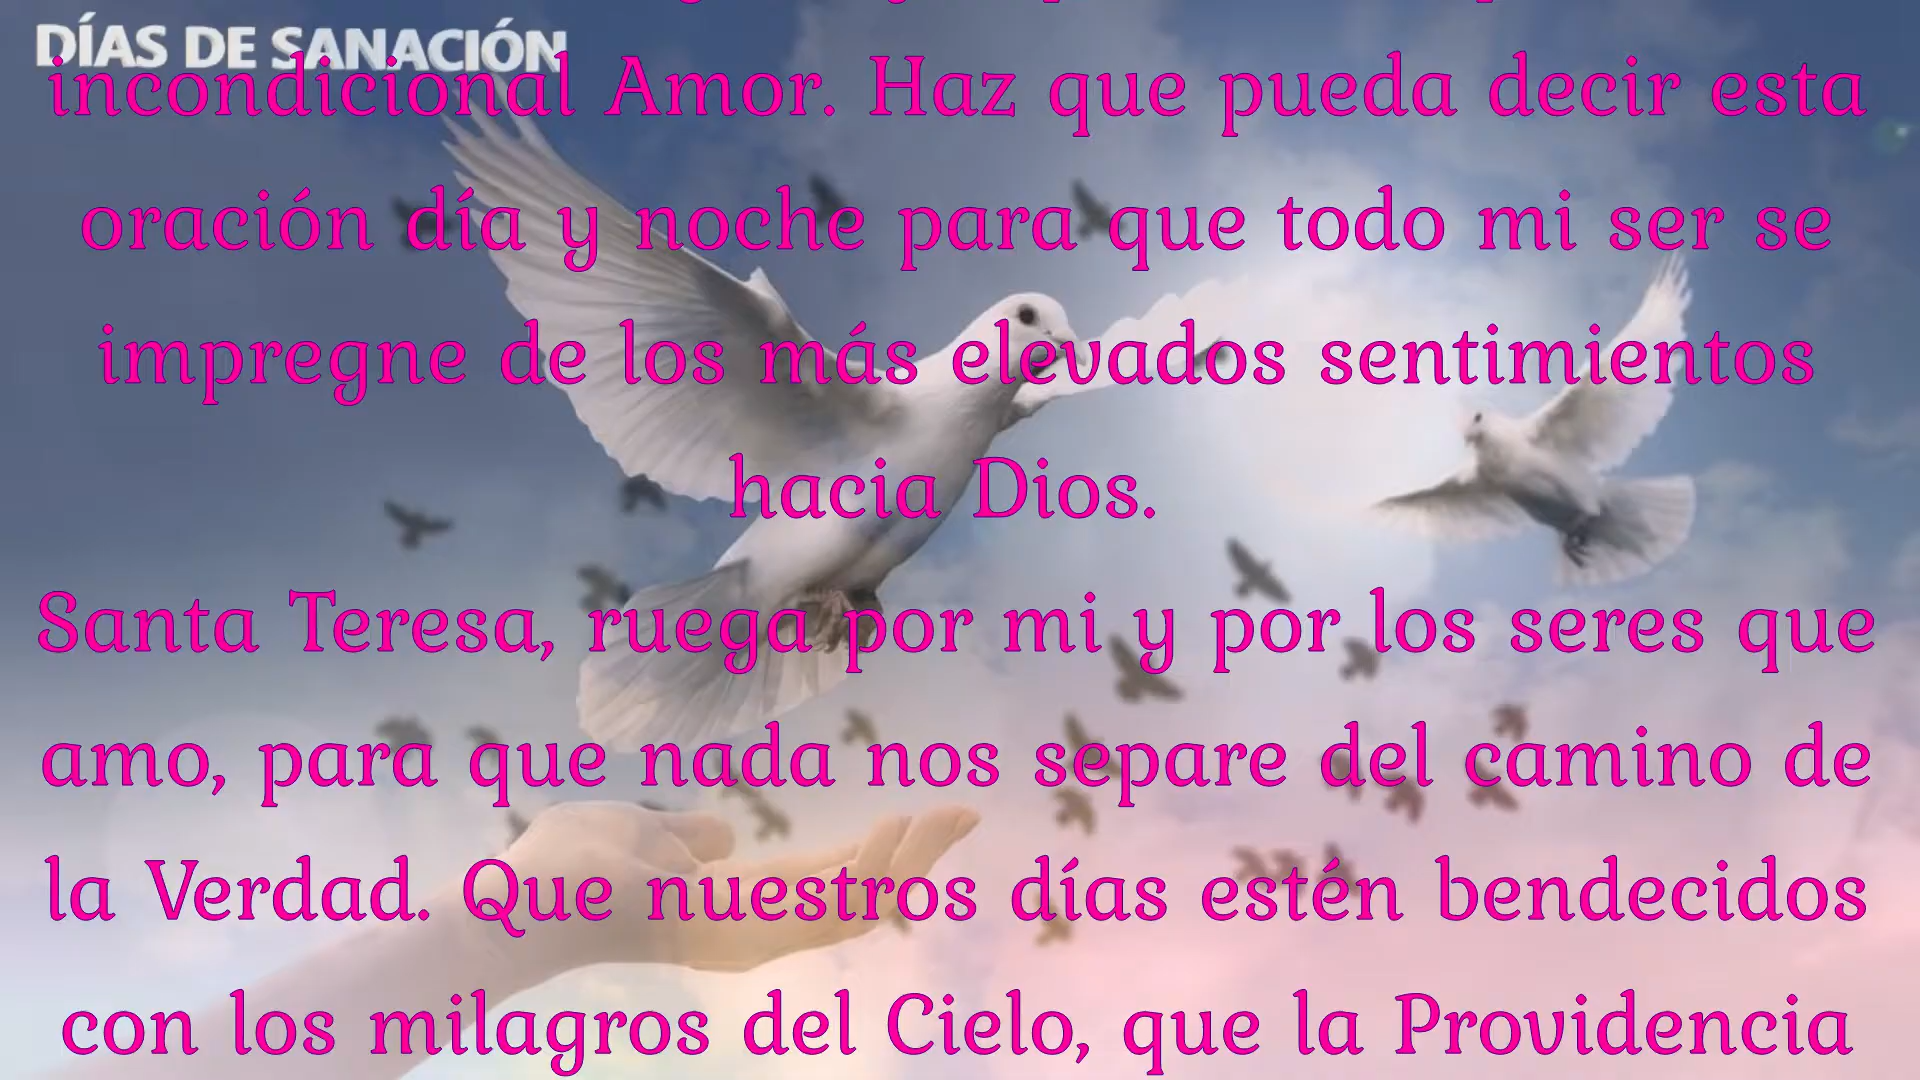 DÍAS DE SANACIÓN
incondicional Amor. Haz que pueda decir esta
oración día y noche para que todo mi ser se
impregne de los más elevados sentimientos
hacia Dios.
Santa Teresa, ruega por mi y por los seres que
amo, para que nada nos separe del camino de
la Verdad. Que nuestros días estén bendecidos
con los milagros del Cielo, que la Providencia